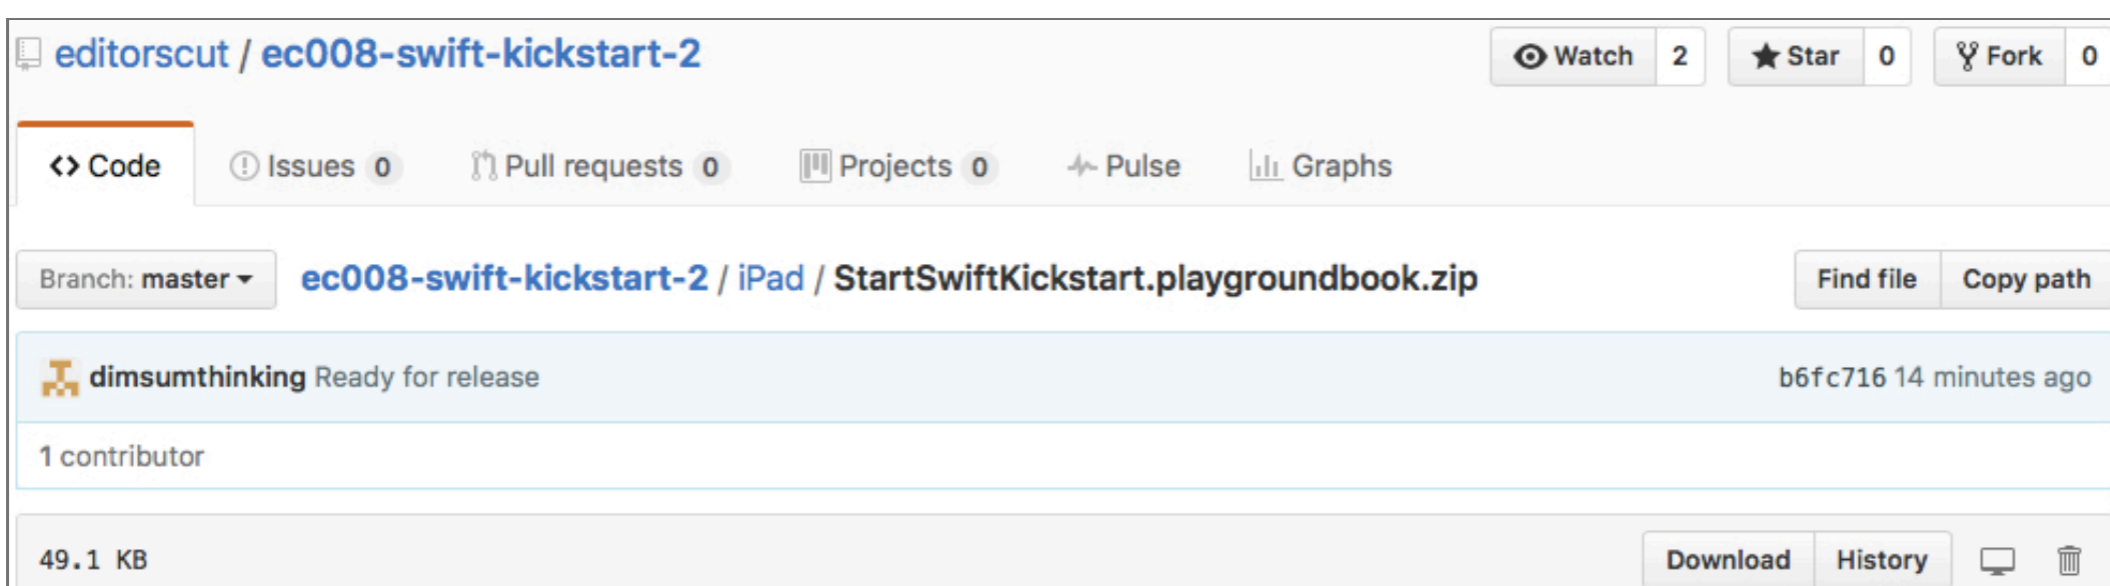 editorscut / ec008-swift-kickstart-2 Watch 2 Star 0 Fork 0
Code Issues 0 Pull requests 0 Projects 0 Pulse Graphs
Branch: master ec008-swift-kickstart-2 / iPad / StartSwiftKickstart.playgroundbook.zip Find file Copy path
dimsumthinking Ready for release b6fc716 14 minutes ago
1 contributor
49.1 KB Download History